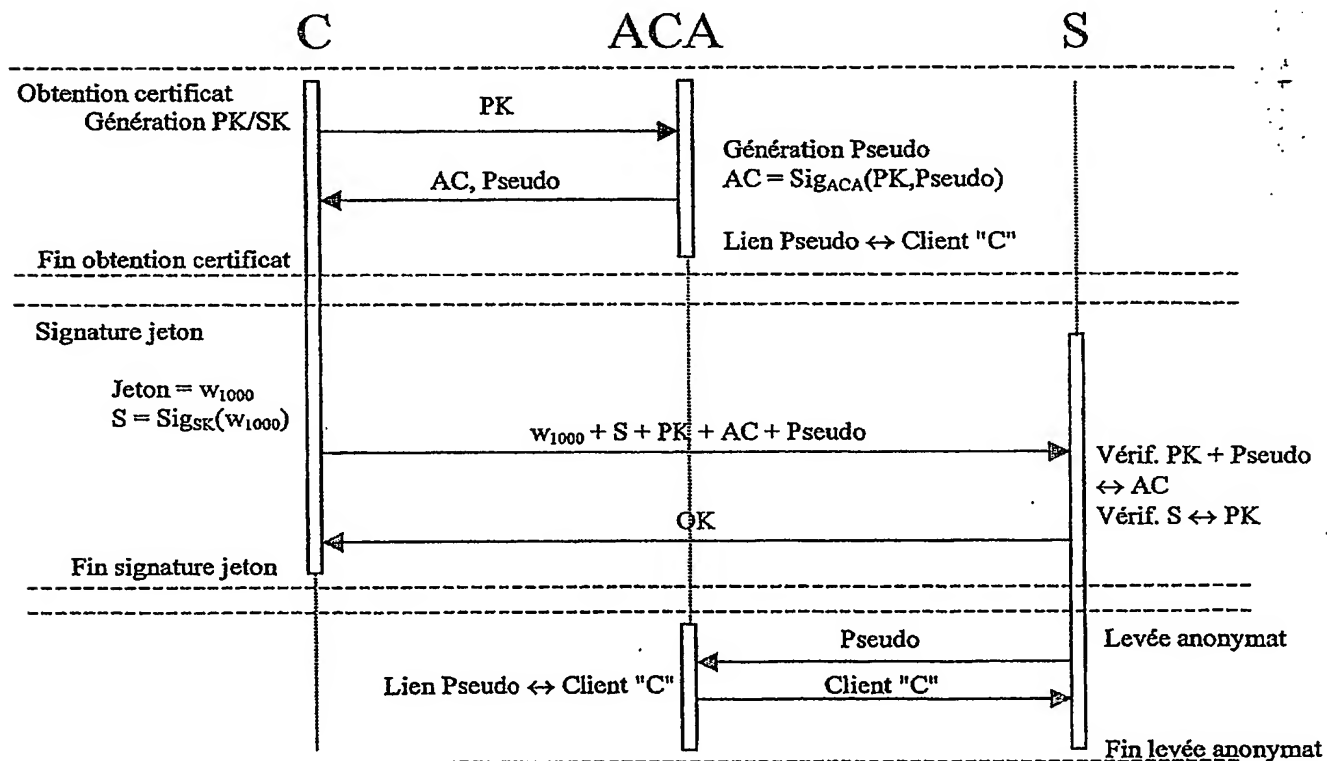 C ACA S
Obtention certificat
Génération PK/SK
PK
Génération Pseudo
AC = SigACA(PK,Pseudo)
AC, Pseudo
Lien Pseudo ↔ Client "C"
Fin obtention certificat
Signature jeton
Jeton = w1000
S = SigSK(w1000)
w1000 + S + PK + AC + Pseudo
Vérif. PK + Pseudo
↔ AC
Vérif. S ↔ PK
OK
Fin signature jeton
Pseudo
Levée anonymat
Lien Pseudo ↔ Client "C"
Client "C"
Fin levée anonymat